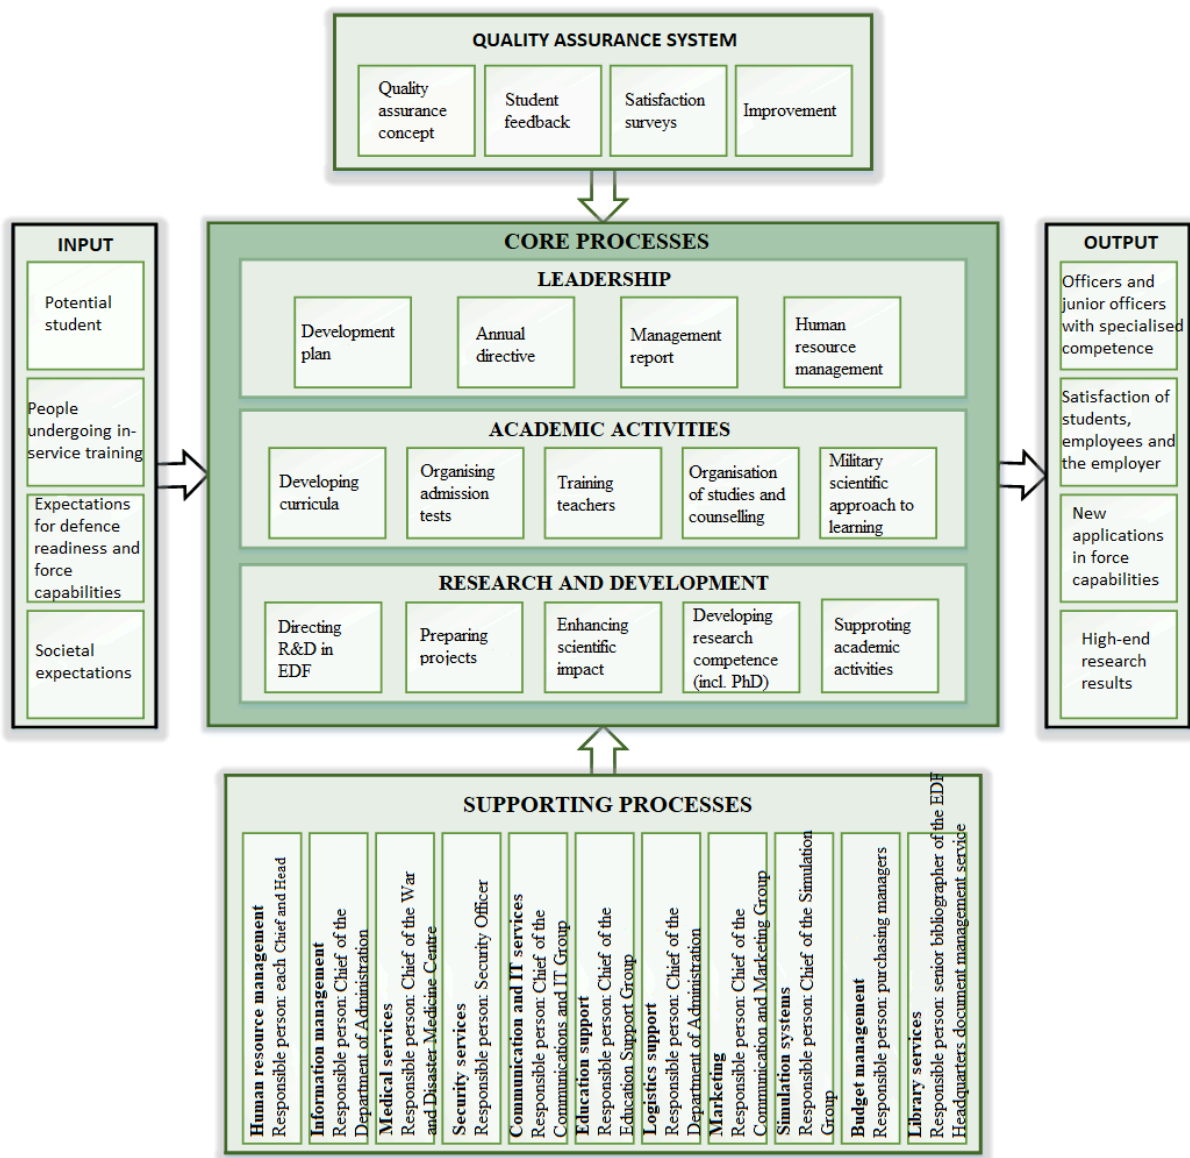 QUALITY ASSURANCE SYSTEM
Quality
assurance
concept
Student
feedback
Satisfaction
surveys
Improvement
INPUT
Potential
student
People
undergoing in-
service training
Expectations
for defence
readiness and
force
capabilities
Societal
expectations
CORE PROCESSES
LEADERSHIP
Development
plan
Annual
directive
Management
report
Human
resource
management
ACADEMIC ACTIVITIES
Developing
curricula
Organising
admission
tests
Training
teachers
Organisation
of studies and
counselling
Military
scientific
approach to
learning
RESEARCH AND DEVELOPMENT
Directing
R&D in
EDF
Preparing
projects
Enhancing
scientific
impact
Developing
research
competence
(incl. PhD)
Supproting
academic
activities
OUTPUT
Officers and
junior officers
with specialised
competence
Satisfaction of
students,
employees and
the employer
New
applications
in force
capabilities
High-end
research
results
SUPPORTING PROCESSES
Human resource management
Responsible person: each Chief and Head
Information management
Responsible person: Chief of the
Department of Administration
Medical services
Responsible person: Chief of the War
and Disaster Medicine Centre
Security services
Responsible person: Security Officer
Communication and IT services
Responsible person: Chief of the
Communications and IT Group
Education support
Responsible person: Chief of the
Education Support Group
Logistics support
Responsible person: Chief of the
Department of Administration
Marketing
Responsible person: Chief of the
Communication and Marketing Group
Simulation systems
Responsible person: Chief of the Simulation
Group
Budget management
Responsible person: purchasing managers
Library services
Responsible person: senior bibliographer of the EDF
Headquarters document management service